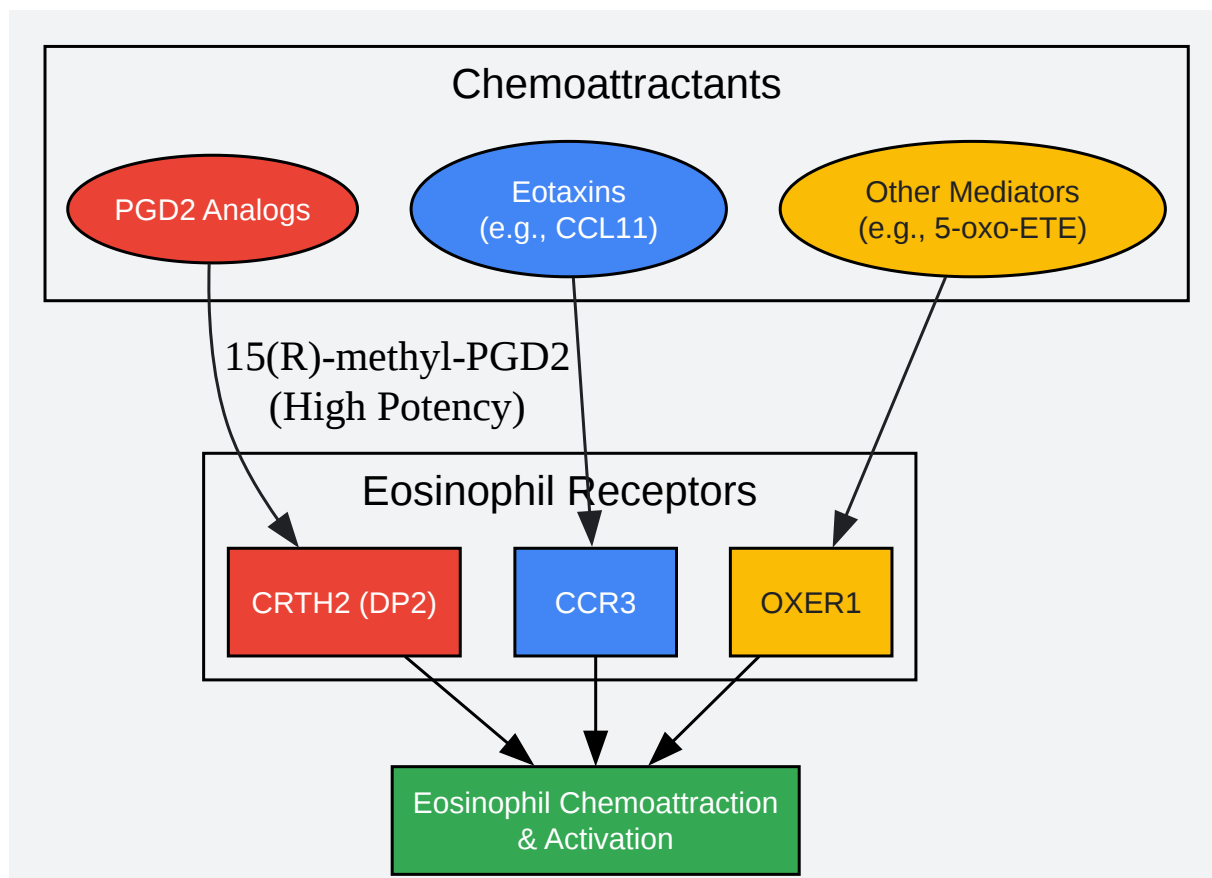 Chemoattractants
PGD2 Analogs
Eotaxins
(e.g., CCL11)
Other Mediators
(e.g., 5-oxo-ETE)
15(R)-methyl-PGD2
(High Potency)
Eosinophil Receptors
CRTH2 (DP2)
CCR3
OXER1
Eosinophil Chemoattraction
& Activation